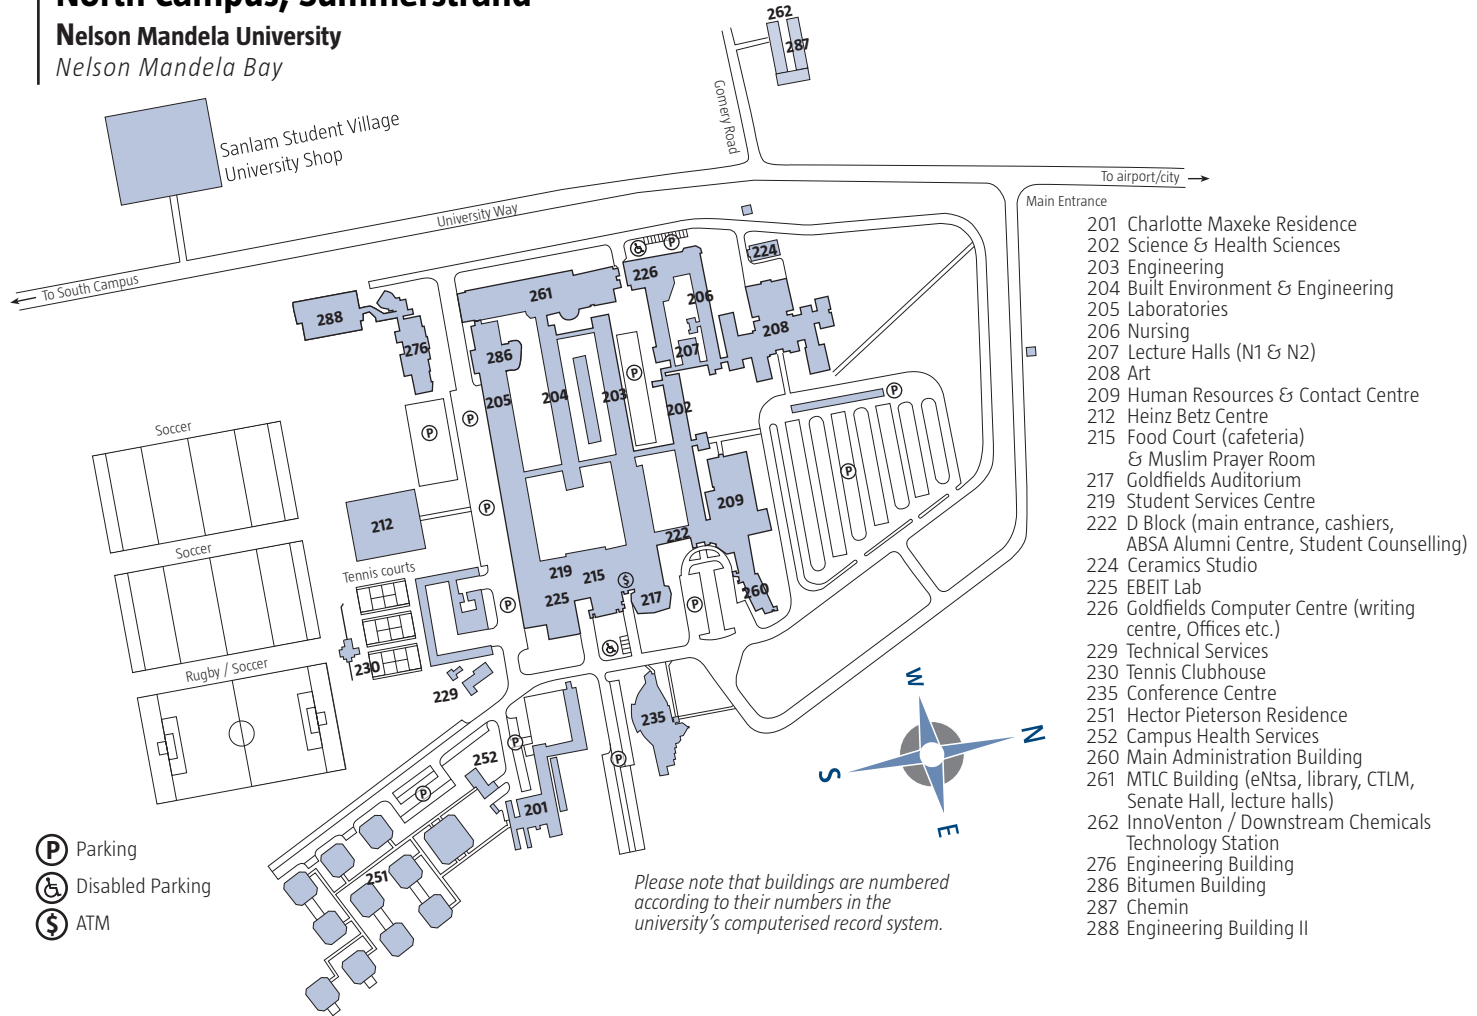 North Campus, Summerstrand
Nelson Mandela University
Nelson Mandela Bay
262
287
Gomery Road
Sanlam Student Village
University Shop
To airport/city
Main Entrance
University Way
To South Campus
224
226
261
206
288
208
276
286
207
205
204
203
202
P
P
P
P
P
P
P
P
P
P
P
P
Soccer
209
212
222
Soccer
Tennis courts
219
215
$
225
217
260
Rugby / Soccer
230
229
235
252
201
251
W
N
S
E
201 Charlotte Maxeke Residence
202 Science & Health Sciences
203 Engineering
204 Built Environment & Engineering
205 Laboratories
206 Nursing
207 Lecture Halls (N1 & N2)
208 Art
209 Human Resources & Contact Centre
212 Heinz Betz Centre
215 Food Court (cafeteria)
& Muslim Prayer Room
217 Goldfields Auditorium
219 Student Services Centre
222 D Block (main entrance, cashiers,
ABSA Alumni Centre, Student Counselling)
224 Ceramics Studio
225 EBEIT Lab
226 Goldfields Computer Centre (writing
centre, Offices etc.)
229 Technical Services
230 Tennis Clubhouse
235 Conference Centre
251 Hector Pieterson Residence
252 Campus Health Services
260 Main Administration Building
261 MTLC Building (eNtsa, library, CTLM,
Senate Hall, lecture halls)
262 InnoVenton / Downstream Chemicals
Technology Station
276 Engineering Building
286 Bitumen Building
287 Chemin
288 Engineering Building II
P Parking
Disabled Parking
$ ATM
Please note that buildings are numbered
according to their numbers in the
university's computerised record system.